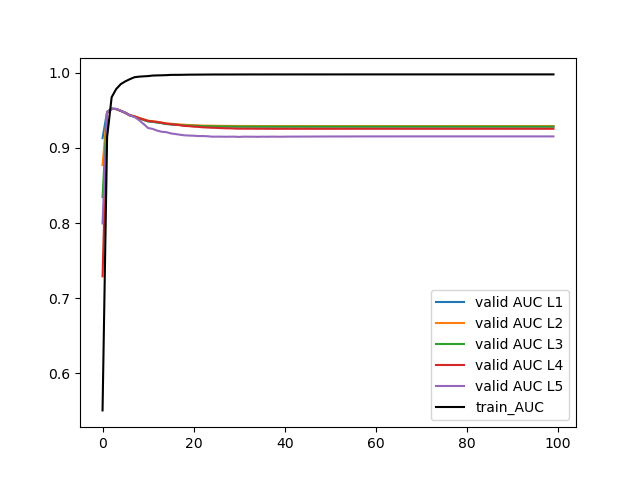 1.0
0.9
0.8
0.7
0.6
0 20 40 60 80 100
valid AUC L1
valid AUC L2
valid AUC L3
valid AUC L4
valid AUC L5
train_AUC